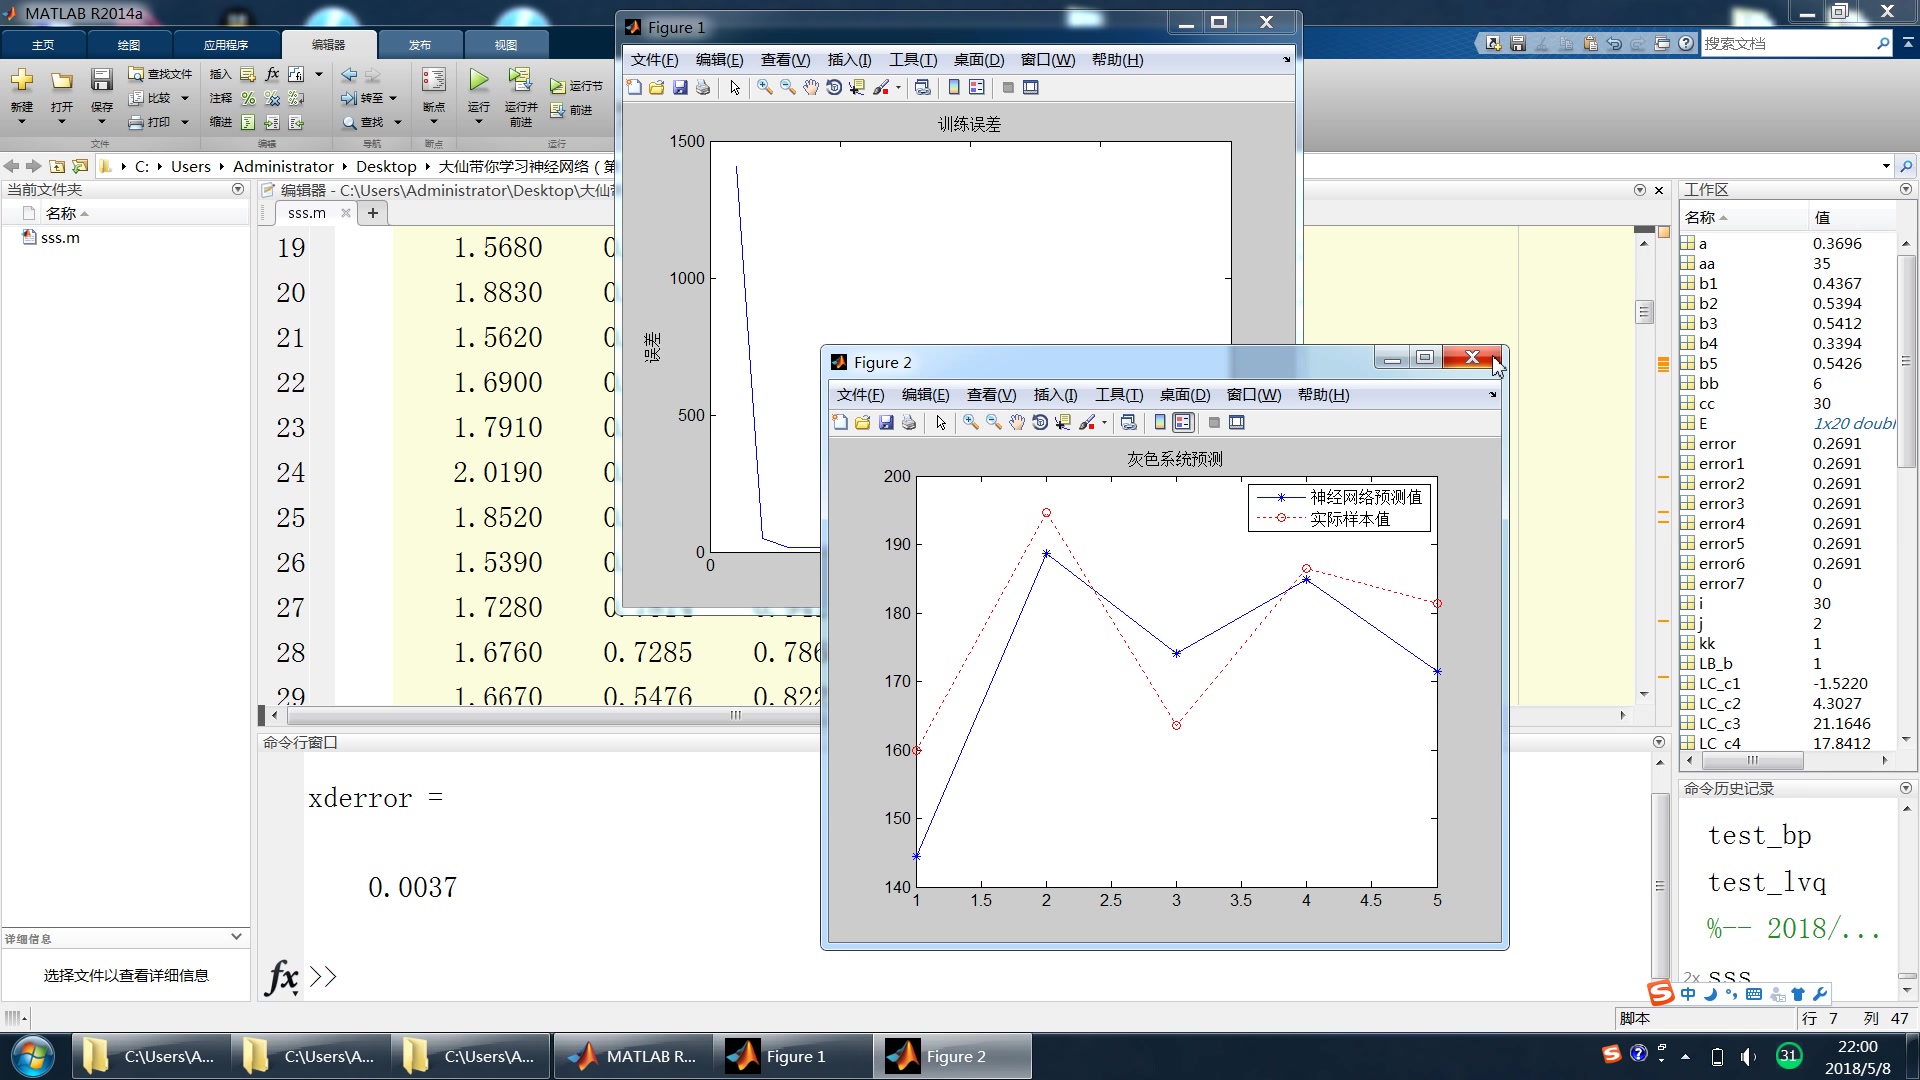 MATLAB R2014a
主页 绘图 应用程序 编辑器 发布 视图
搜索文档
新建 打开 保存 查找文件 比较 打印 插入 注释 缩进 转至 查找 断点 运行 运行并前进 运行节 前进
文件 编辑 导航 断点 运行
C: Users Administrator Desktop 大仙带你学习神经网络（第
当前文件夹
名称
sss.m
详细信息
选择文件以查看详细信息
编辑器 - C:\Users\Administrator\Desktop\大仙
sss.m
19 1.5680
20 1.8830
21 1.5620
22 1.6900
23 1.7910
24 2.0190
25 1.8520
26 1.5390
27 1.7280
28 1.6760 0.7285 0.786
29 1.6670 0.5476 0.822
命令行窗口
xderror =
0.0037
fx >>
Figure 1
文件(F) 编辑(E) 查看(V) 插入(I) 工具(T) 桌面(D) 窗口(W) 帮助(H)
训练误差
1500
1000
500
0
0
误差
Figure 2
文件(F) 编辑(E) 查看(V) 插入(I) 工具(T) 桌面(D) 窗口(W) 帮助(H)
灰色系统预测
神经网络预测值
实际样本值
200
190
180
170
160
150
140
1 1.5 2 2.5 3 3.5 4 4.5 5
工作区
名称 值
a 0.3696
aa 35
b1 0.4367
b2 0.5394
b3 0.5412
b4 0.3394
b5 0.5426
bb 6
cc 30
E 1x20 doubl
error 0.2691
error1 0.2691
error2 0.2691
error3 0.2691
error4 0.2691
error5 0.2691
error6 0.2691
error7 0
i 30
j 2
kk 1
LB_b 1
LC_c1 -1.5220
LC_c2 4.3027
LC_c3 21.1646
LC_c4 17.8412
命令历史记录
test_bp
test_lvq
%-- 2018/...
2x sss
中
脚本 行 7 列 47
C:\Users\A... C:\Users\A... C:\Users\A... MATLAB R... Figure 1 Figure 2
31
22:00
2018/5/8